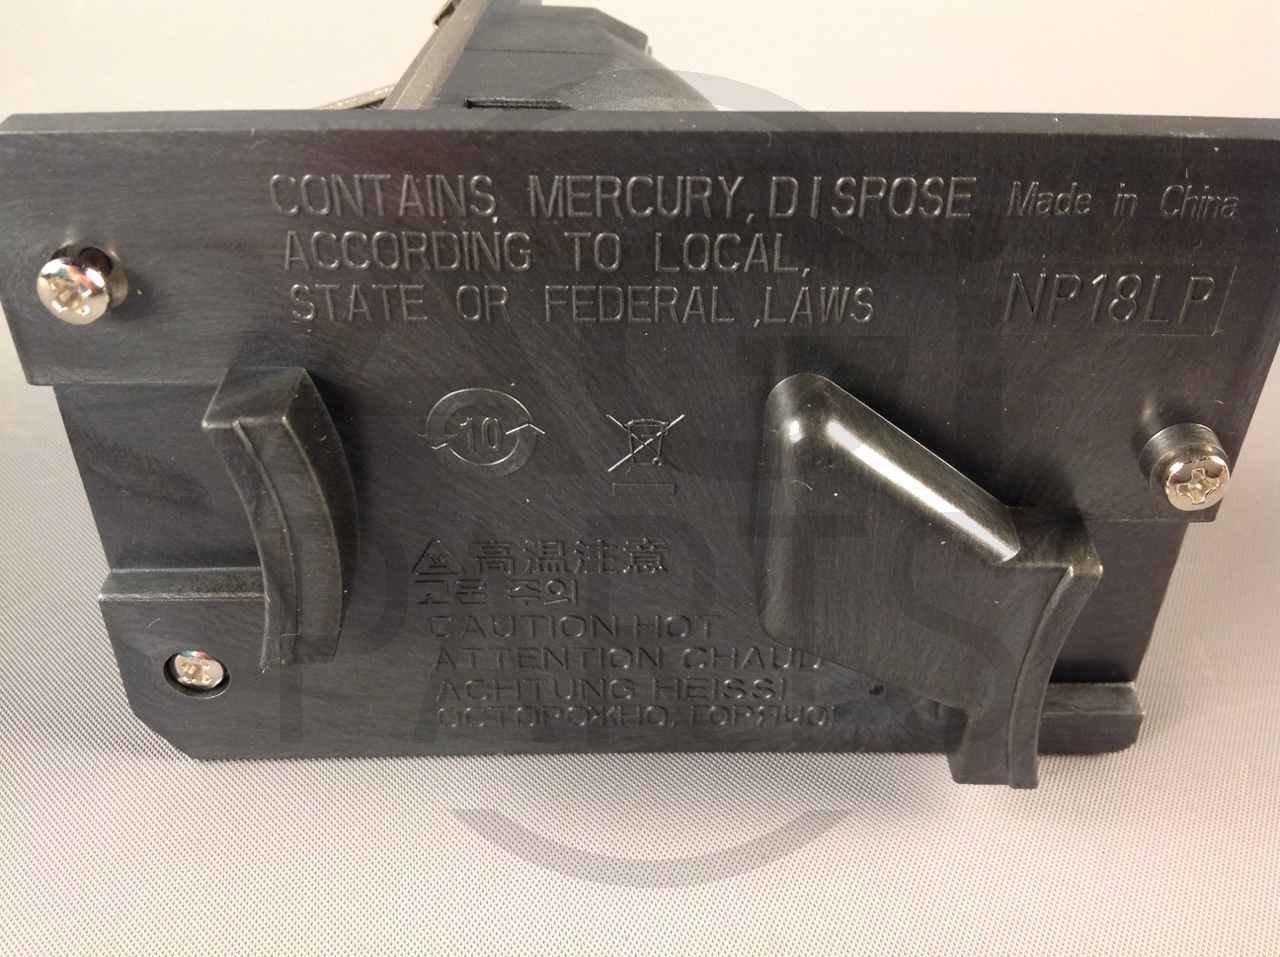 CONTAINS MERCURY, DISPOSE
ACCORDING TO LOCAL,
STATE OR FEDERAL LAWS
Made in China
NP18LP
10
高温注意
고온 주의
CAUTION HOT
ATTENTION CHAUD
ACHTUNG HEISS!
ОСТОРОЖНО, ГОРЯЧО!
PARTS